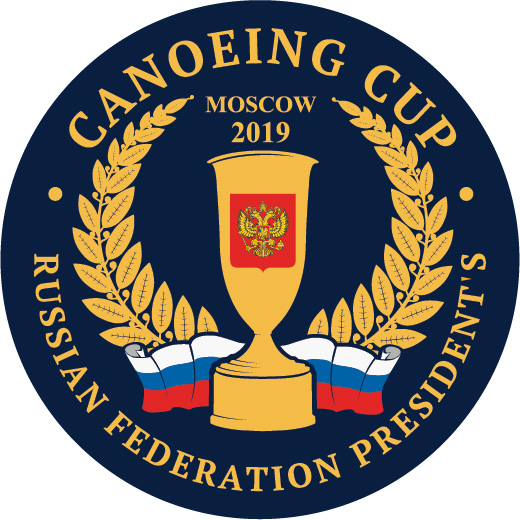 CANOEING CUP
MOSCOW
2019
RUSSIAN FEDERATION PRESIDENT'S